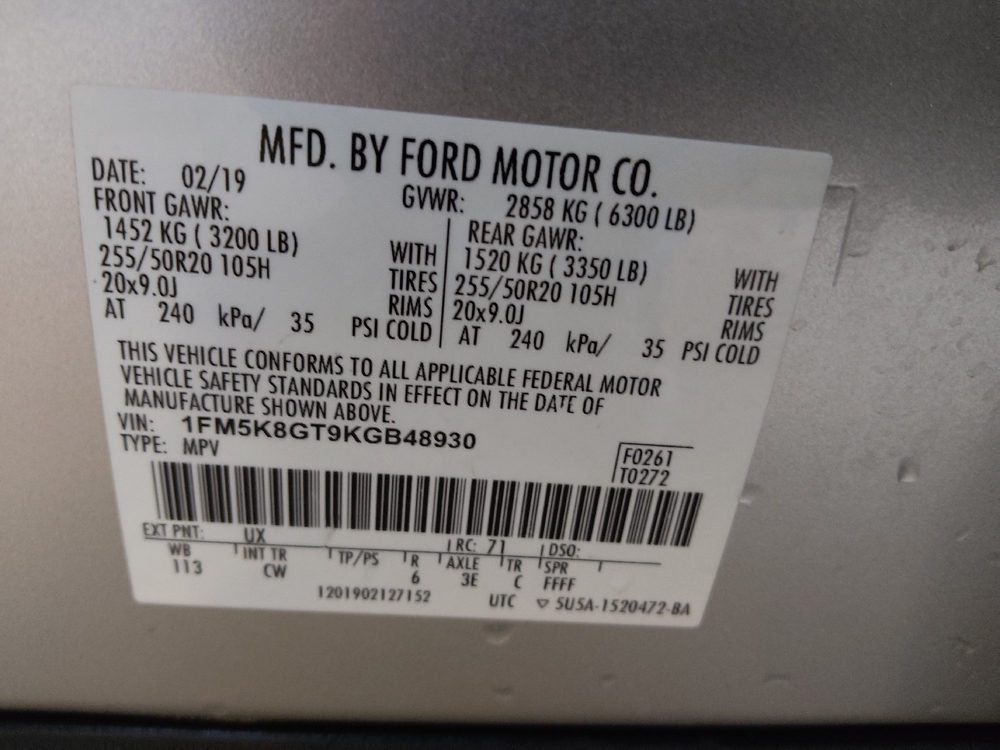 MFD. BY FORD MOTOR CO.
DATE: 02/19
GVWR: 2858 KG ( 6300 LB)
FRONT GAWR:
1452 KG ( 3200 LB)
WITH
255/50R20 105H
TIRES
20x9.0J
RIMS
AT 240 kPa/ 35 PSI COLD
REAR GAWR:
1520 KG ( 3350 LB)
WITH
255/50R20 105H
TIRES
20x9.0J
RIMS
AT 240 kPa/ 35 PSI COLD
THIS VEHICLE CONFORMS TO ALL APPLICABLE FEDERAL MOTOR
VEHICLE SAFETY STANDARDS IN EFFECT ON THE DATE OF
MANUFACTURE SHOWN ABOVE.
VIN: 1FM5K8GT9KGB48930
TYPE: MPV
F0261
T0272
EXT PNT: UX RC: 71 DSO:
WB INT TR TP/PS R AXLE TR SPR
113 CW 6 3E C FFFF
1201902127152 UTC ▽ 5U5A-1520472-BA